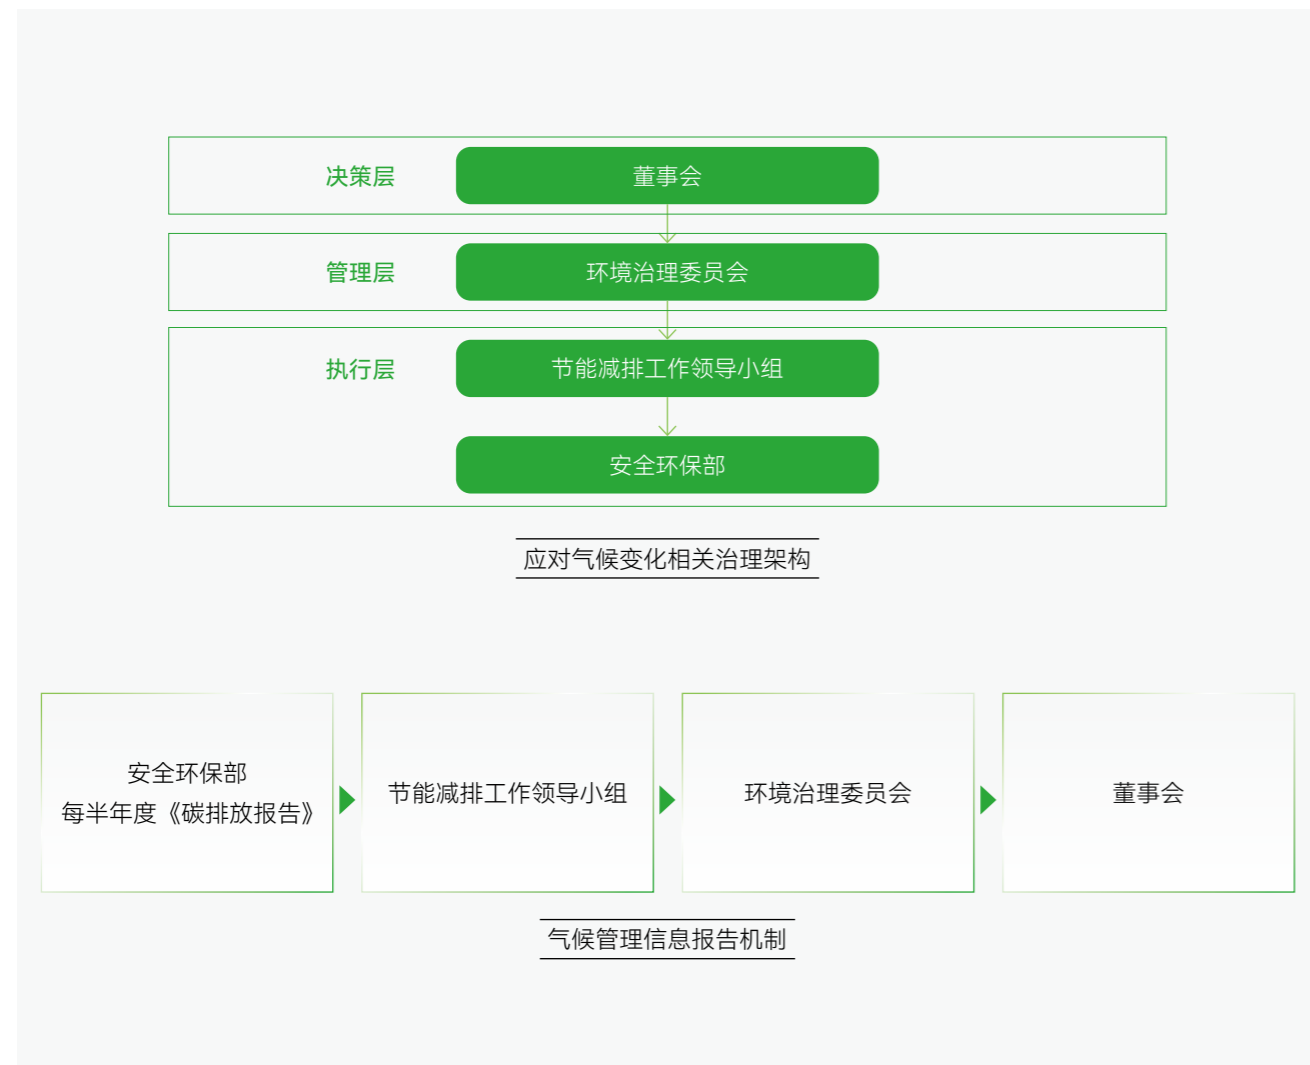 决策层
董事会
管理层
环境治理委员会
执行层
节能减排工作领导小组
安全环保部
应对气候变化相关治理架构
安全环保部
每半年度《碳排放报告》
节能减排工作领导小组
环境治理委员会
董事会
气候管理信息报告机制